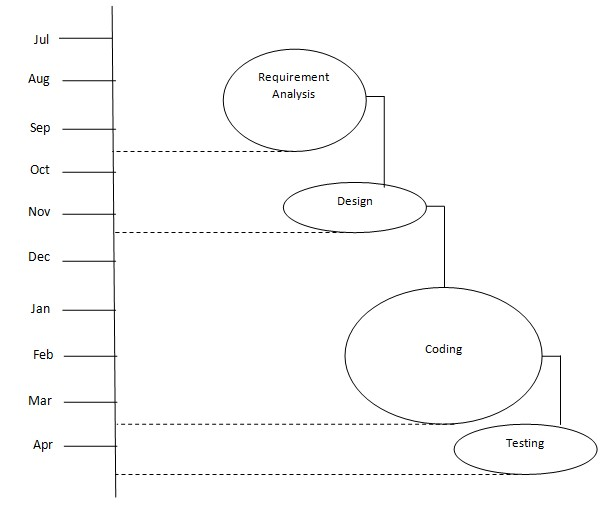 Jul
Aug
Requirement
Analysis
Sep
Oct
Design
Nov
Dec
Jan
Coding
Feb
Mar
Testing
Apr